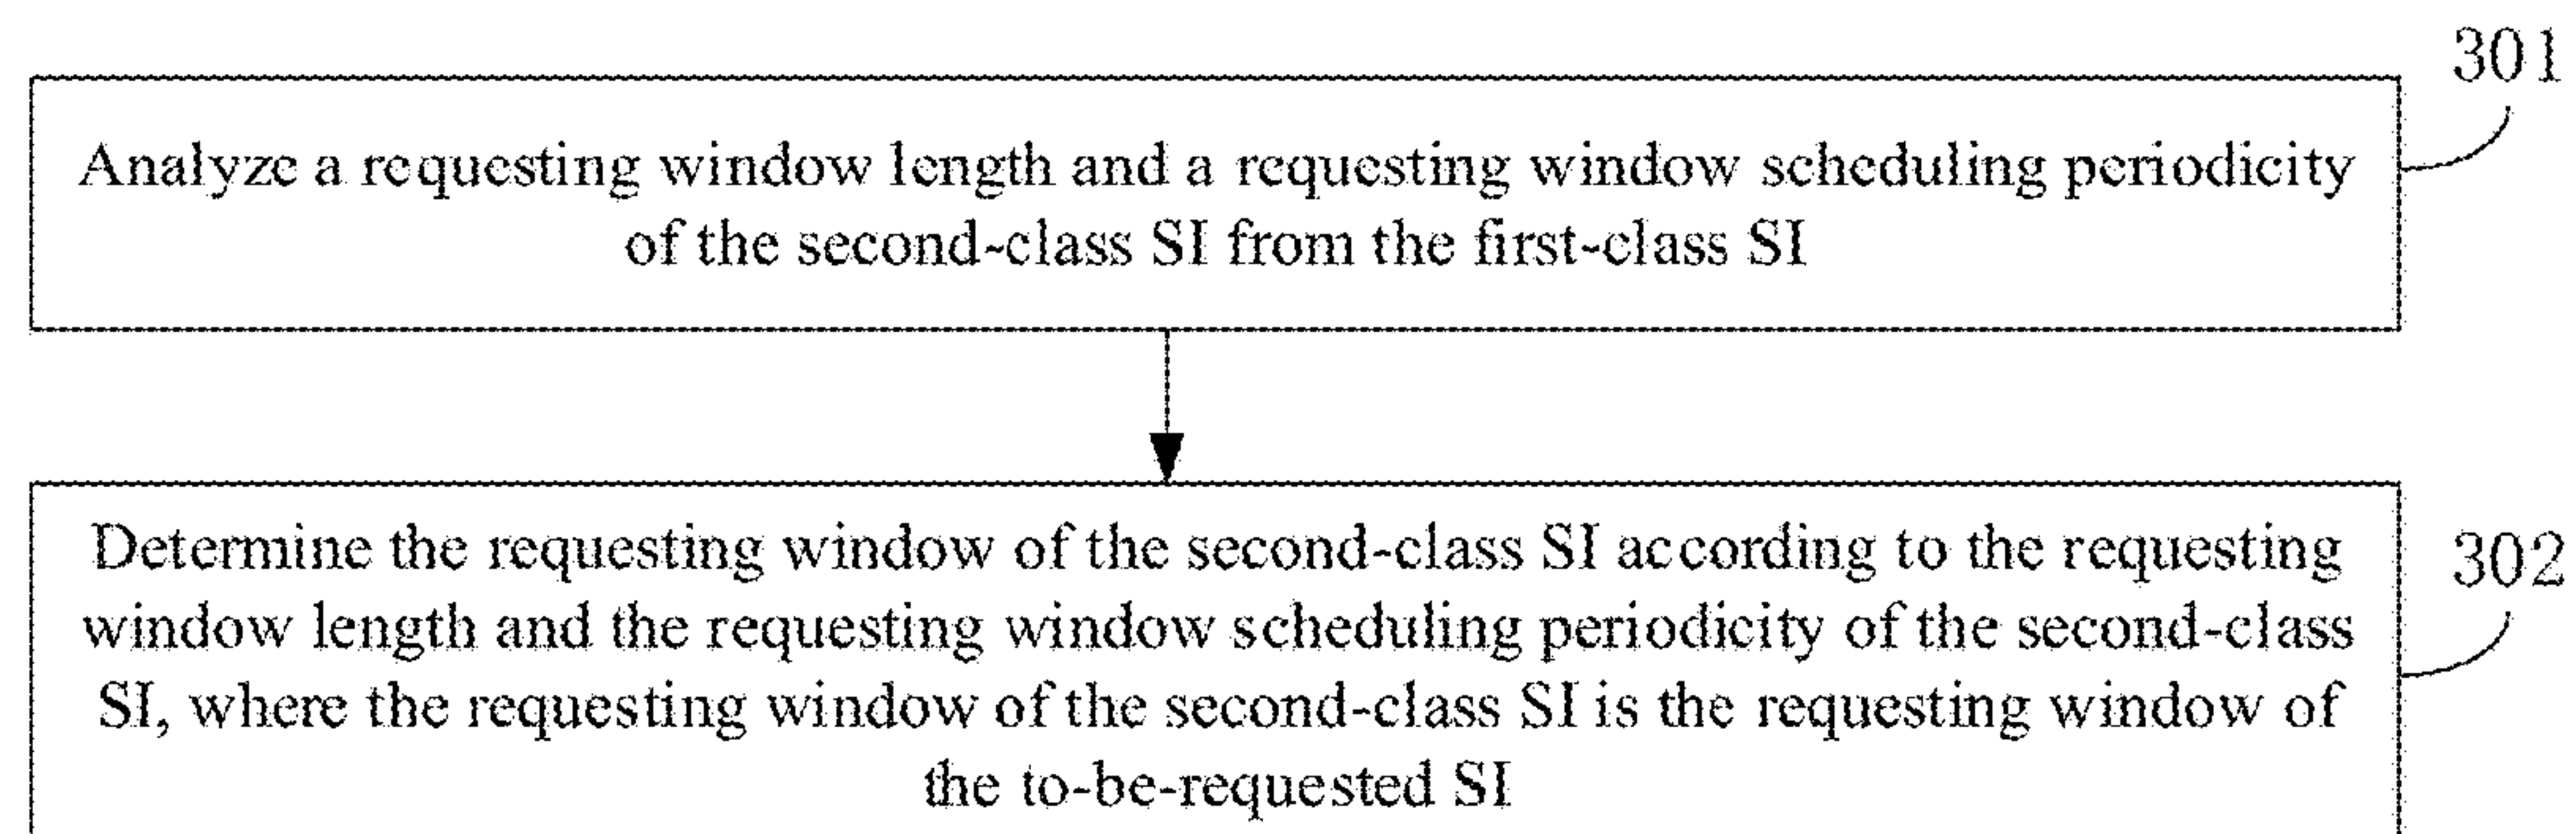 301
Analyze a requesting window length and a requesting window scheduling periodicity
of the second-class SI from the first-class SI
Determine the requesting window of the second-class SI according to the requesting
window length and the requesting window scheduling periodicity of the second-class
SI, where the requesting window of the second-class SI is the requesting window of
the to-be-requested SI
302